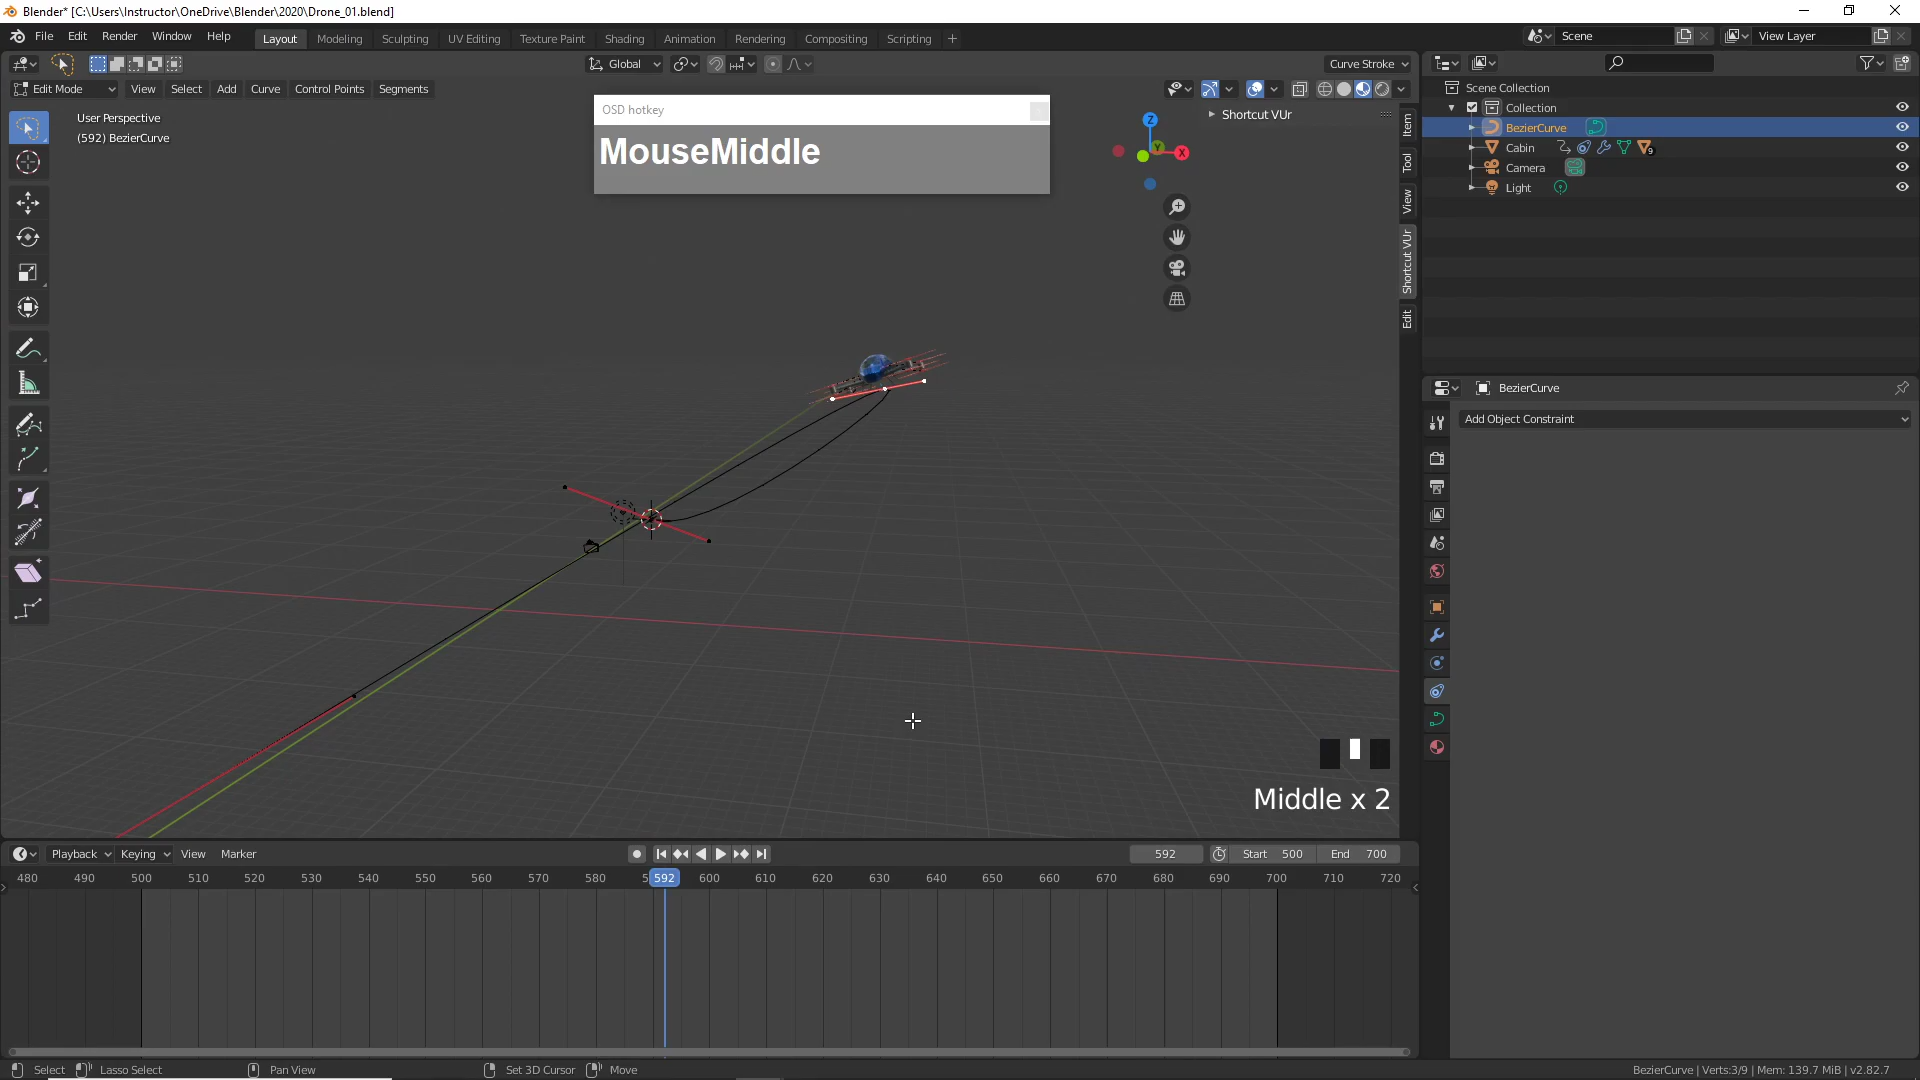 Blender* [C:\Users\Instructor\OneDrive\Blender\2020\Drone_01.blend]
File Edit Render Window Help Layout Modeling Sculpting UV Editing Texture Paint Shading Animation Rendering Compositing Scripting + Scene View Layer
Global Curve Stroke
Edit Mode View Select Add Curve Control Points Segments
User Perspective
(592) BezierCurve
OSD hotkey
MouseMiddle
Shortcut VUr
Z
Y
X
Item
Tool
View
Shortcut VUr
Edit
Scene Collection
Collection
BezierCurve
Cabin 9
Camera
Light
BezierCurve
Add Object Constraint
Middle x 2
Playback Keying View Marker 592 Start 500 End 700
480 490 500 510 520 530 540 550 560 570 580 592 600 610 620 630 640 650 660 670 680 690 700 710 720
Select Lasso Select Pan View Set 3D Cursor Move BezierCurve | Verts:3/9 | Mem: 139.7 MiB | v2.82.7